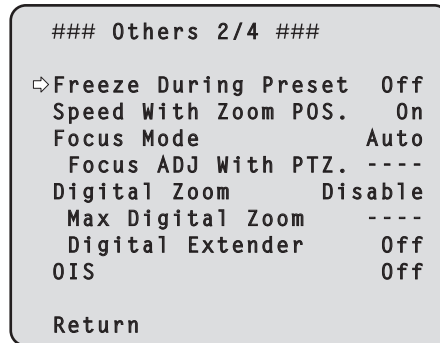 ### Others 2/4 ###
⇨Freeze During Preset Off
Speed With Zoom POS. On
Focus Mode Auto
Focus ADJ With PTZ. ----
Digital Zoom Disable
Max Digital Zoom ----
Digital Extender Off
OIS Off
Return